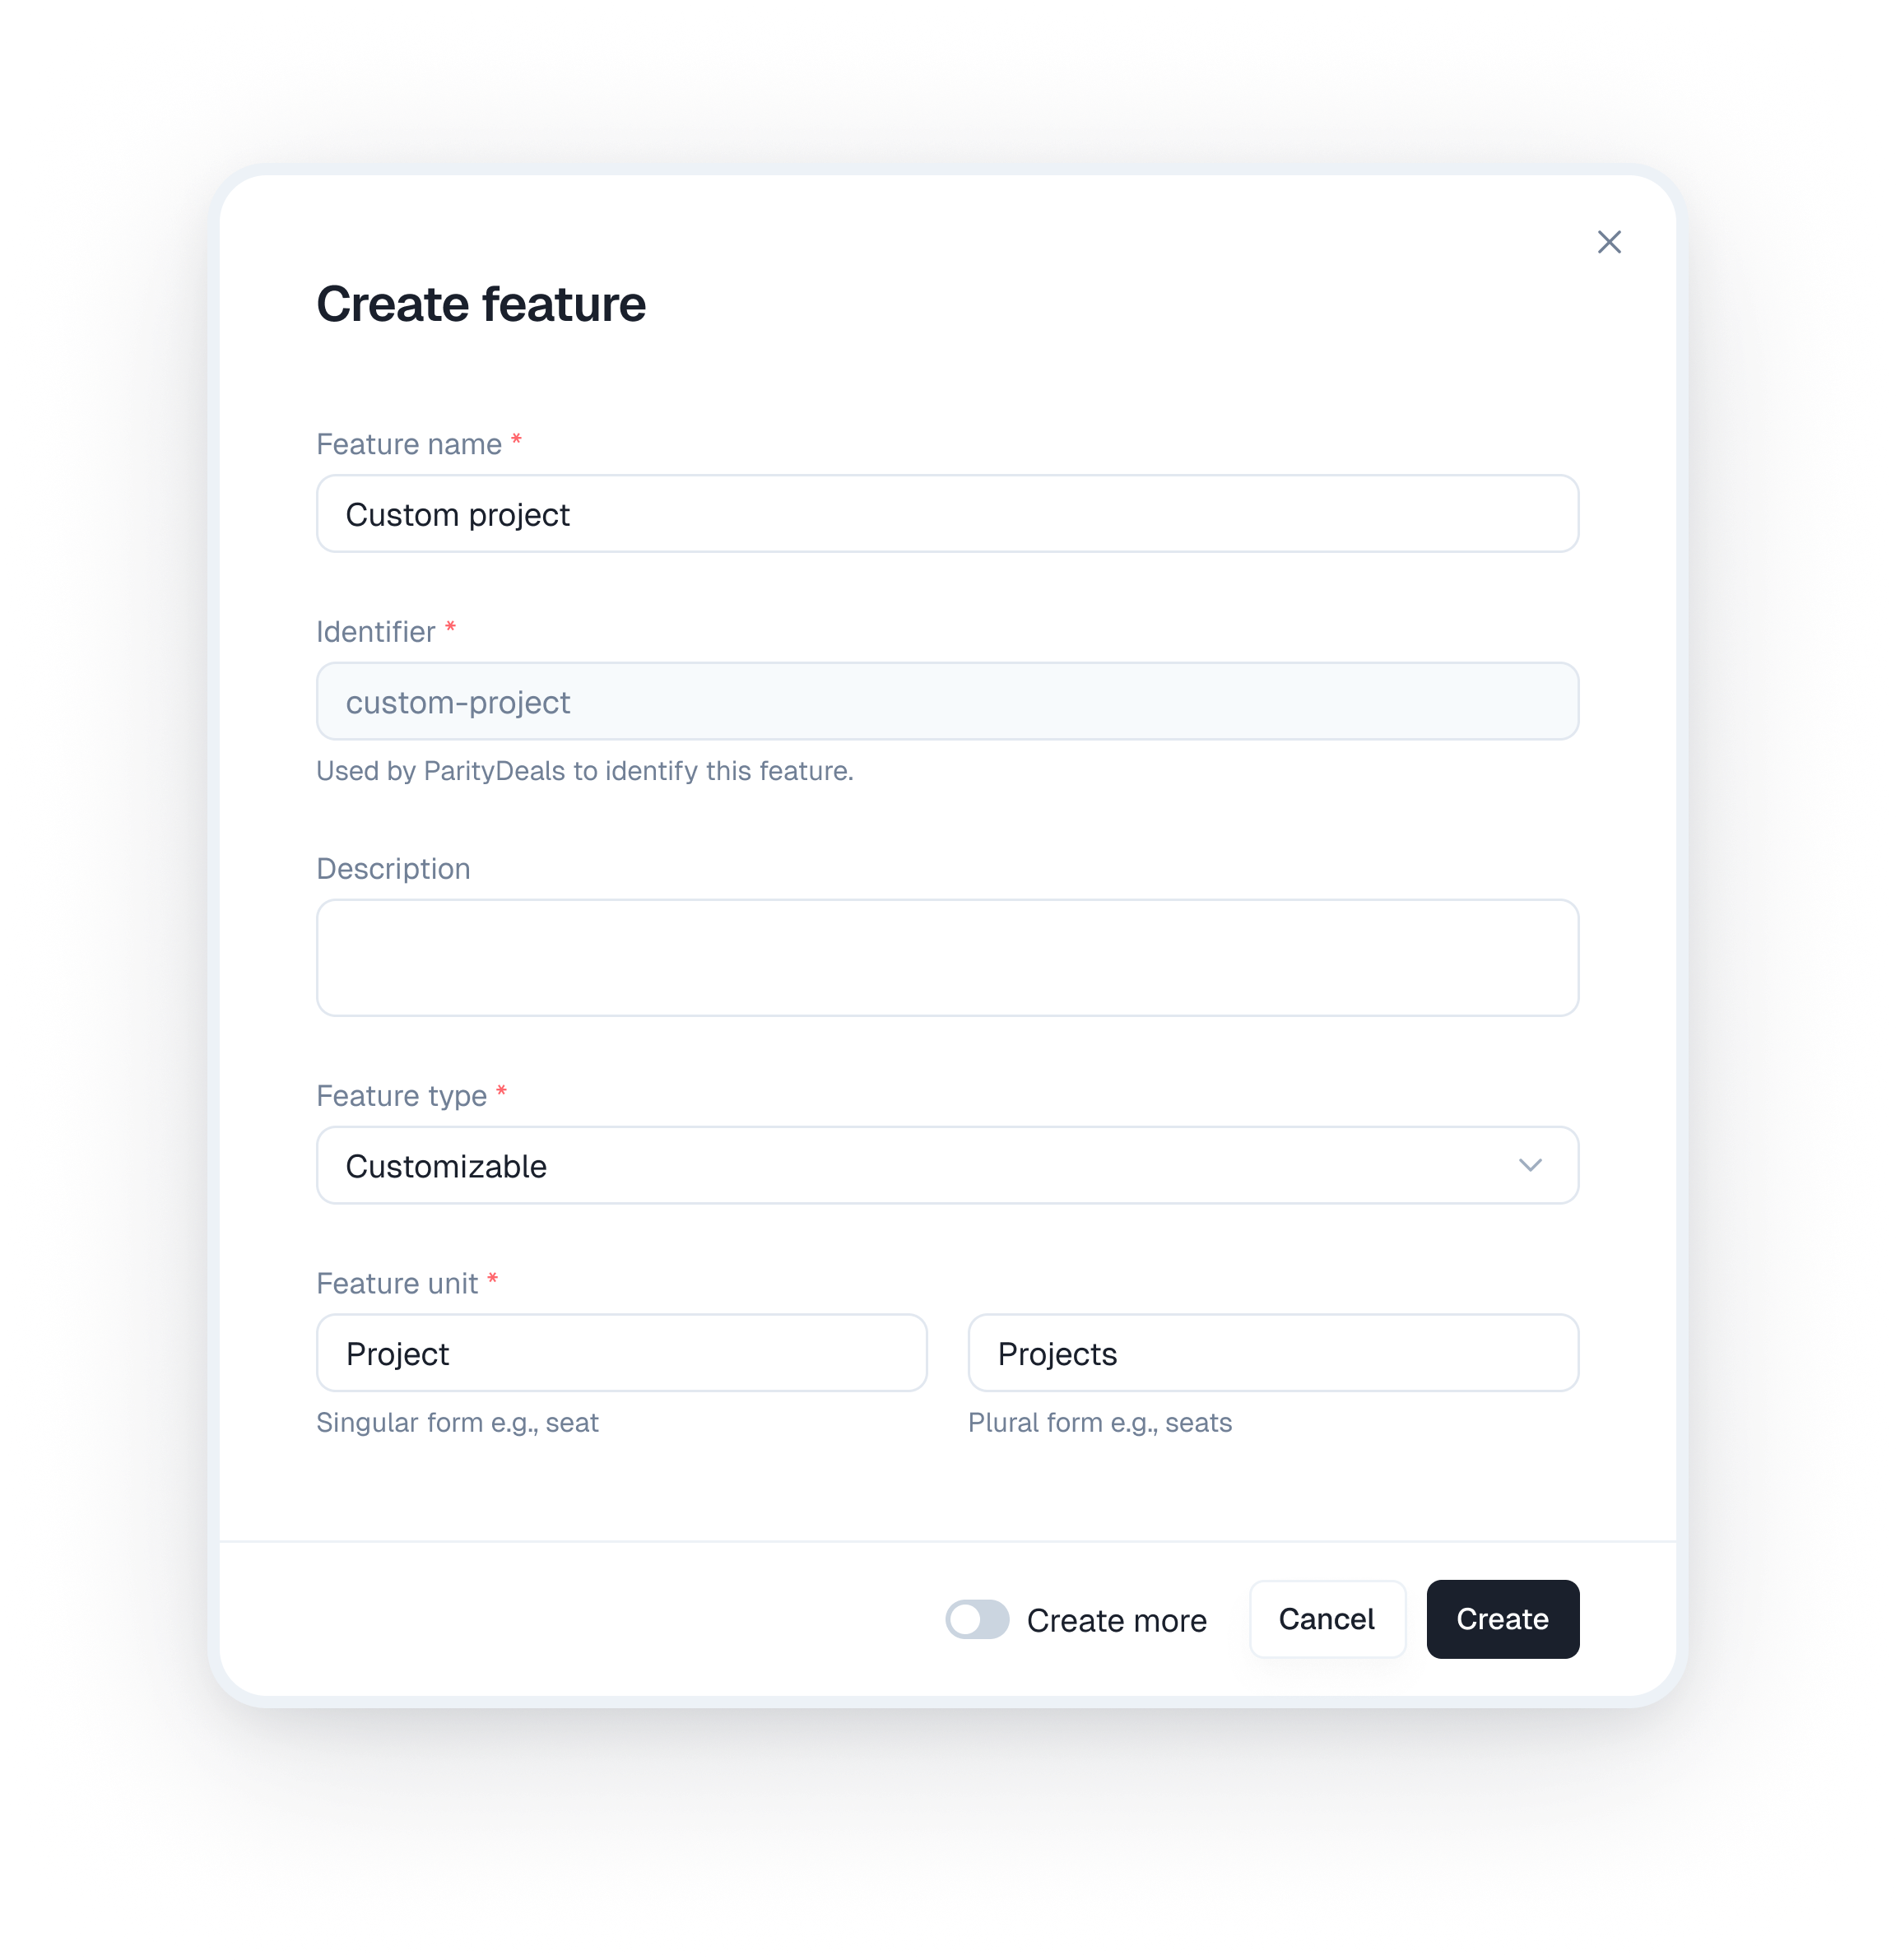 Create feature
Feature name *
Custom project
Identifier *
custom-project
Used by ParityDeals to identify this feature.
Description
Feature type *
Customizable
Feature unit *
Project
Projects
Singular form e.g., seat
Plural form e.g., seats
Create more
Cancel
Create